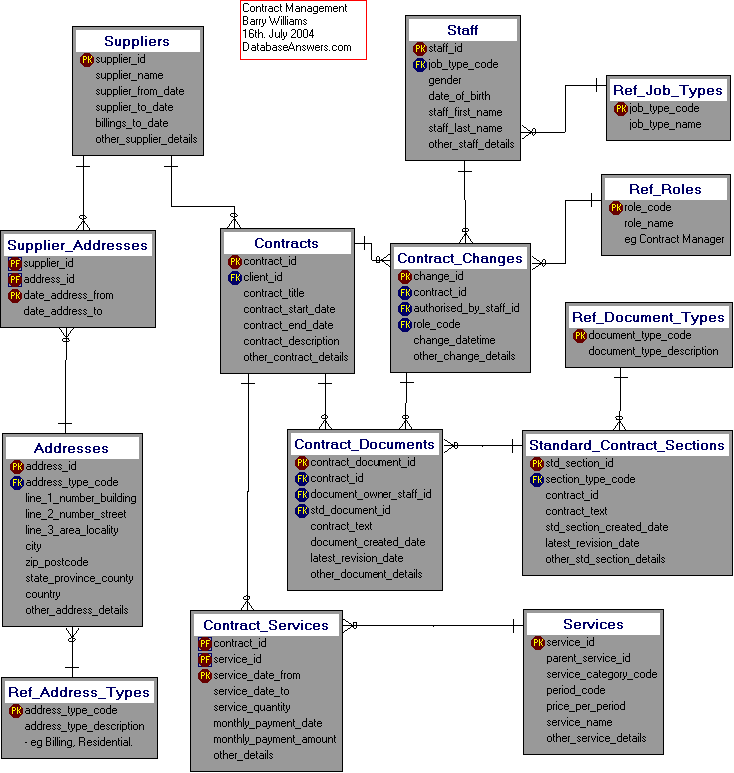 Contract Management
Barry Williams
16th. July 2004
DatabaseAnswers.com
Suppliers
PK supplier_id
supplier_name
supplier_from_date
supplier_to_date
billings_to_date
other_supplier_details
Staff
PK staff_id
FK job_type_code
gender
date_of_birth
staff_first_name
staff_last_name
other_staff_details
Ref_Job_Types
PK job_type_code
job_type_name
Ref_Roles
PK role_code
role_name
eg Contract Manager
Supplier_Addresses
PF supplier_id
PF address_id
PK date_address_from
date_address_to
Contracts
PK contract_id
FK client_id
contract_title
contract_start_date
contract_end_date
contract_description
other_contract_details
Contract_Changes
PK change_id
FK contract_id
FK authorised_by_staff_id
FK role_code
change_datetime
other_change_details
Ref_Document_Types
PK document_type_code
document_type_description
Addresses
PK address_id
FK address_type_code
line_1_number_building
line_2_number_street
line_3_area_locality
city
zip_postcode
state_province_county
country
other_address_details
Contract_Documents
PK contract_document_id
FK contract_id
FK document_owner_staff_id
FK std_document_id
contract_text
document_created_date
latest_revision_date
other_document_details
Standard_Contract_Sections
PK std_section_id
FK section_type_code
contract_id
contract_text
std_section_created_date
latest_revision_date
other_std_section_details
Contract_Services
PF contract_id
PF service_id
PK service_date_from
service_date_to
service_quantity
monthly_payment_date
monthly_payment_amount
other_details
Services
PK service_id
parent_service_id
service_category_code
period_code
price_per_period
service_name
other_service_details
Ref_Address_Types
PK address_type_code
address_type_description
- eg Billing, Residential.